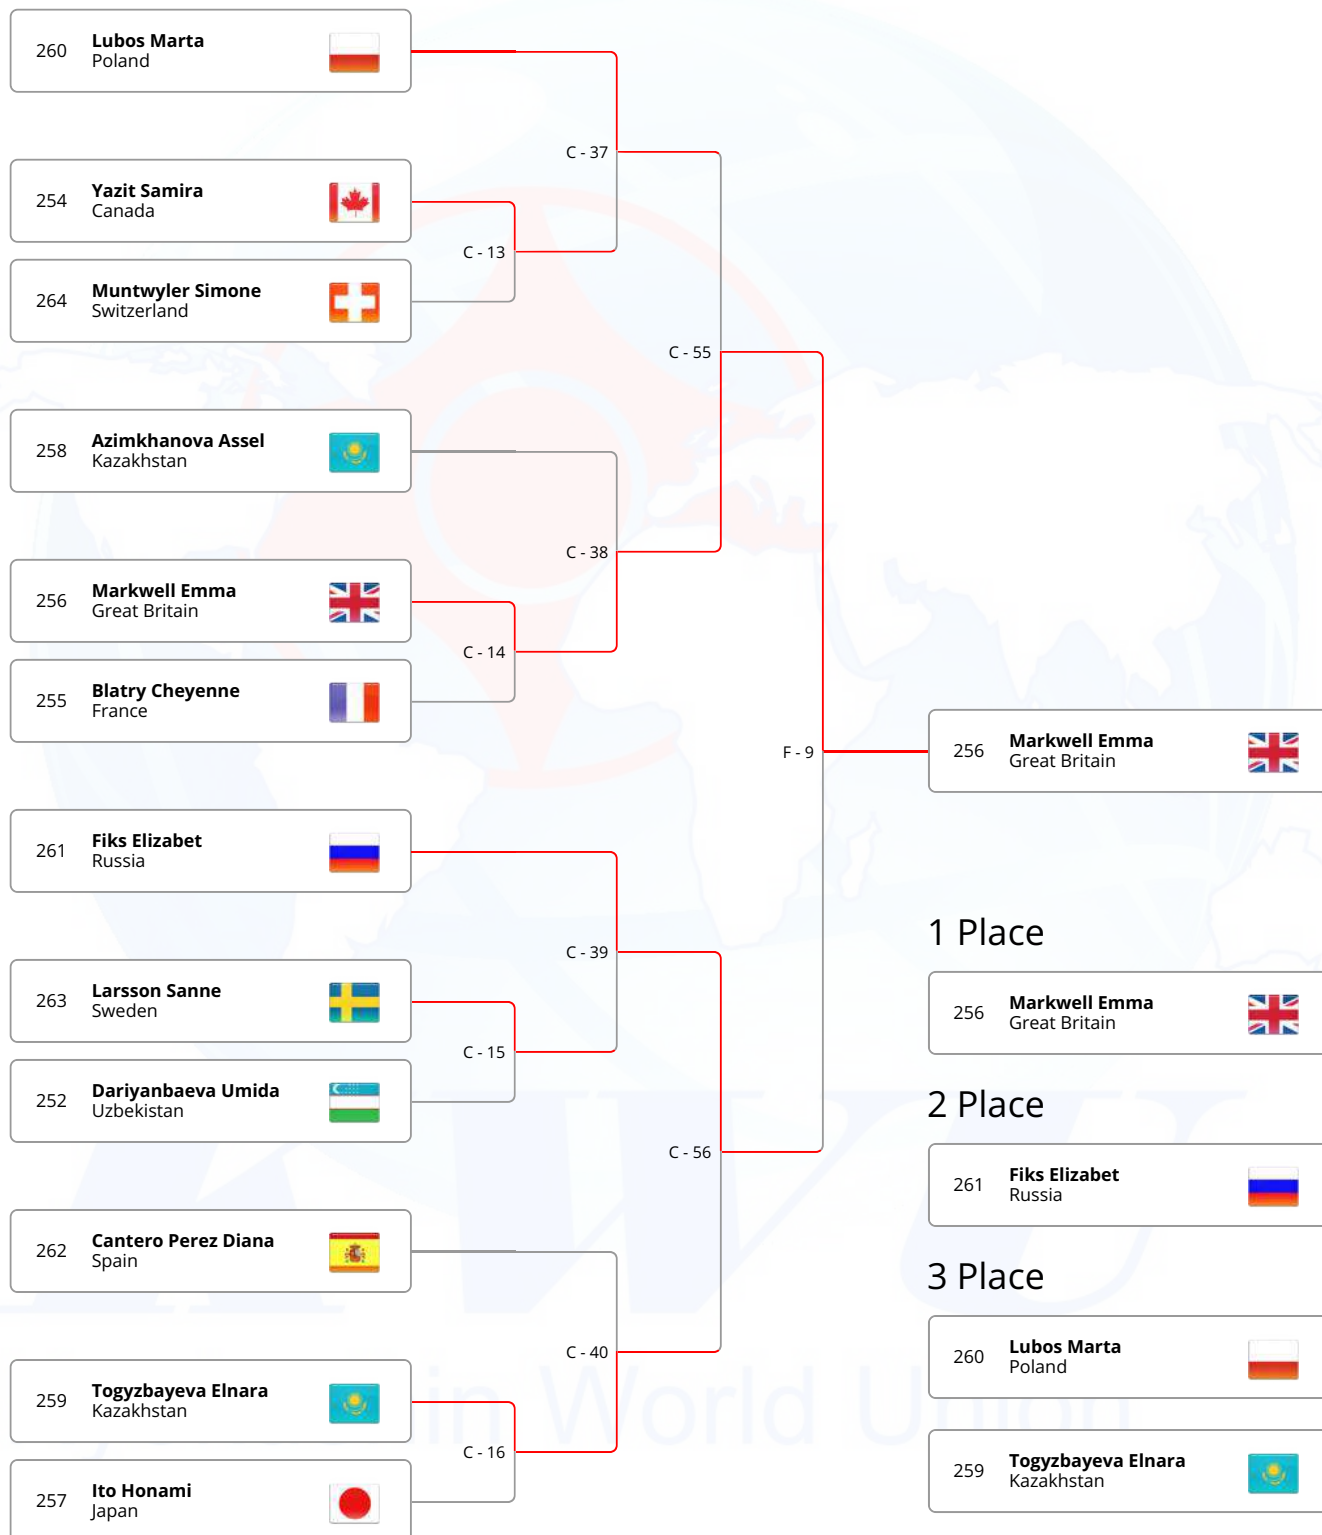 260 Lubos Marta
Poland
C - 37
254 Yazit Samira
Canada
C - 13
264 Muntwyler Simone
Switzerland
C - 55
258 Azimkhanova Assel
Kazakhstan
C - 38
256 Markwell Emma
Great Britain
C - 14
255 Blatry Cheyenne
France
F - 9
256 Markwell Emma
Great Britain
261 Fiks Elizabet
Russia
C - 39
263 Larsson Sanne
Sweden
C - 15
252 Dariyanbaeva Umida
Uzbekistan
C - 56
262 Cantero Perez Diana
Spain
C - 40
259 Togyzbayeva Elnara
Kazakhstan
C - 16
257 Ito Honami
Japan
1 Place
256 Markwell Emma
Great Britain
2 Place
261 Fiks Elizabet
Russia
3 Place
260 Lubos Marta
Poland
259 Togyzbayeva Elnara
Kazakhstan
KWU
World Union